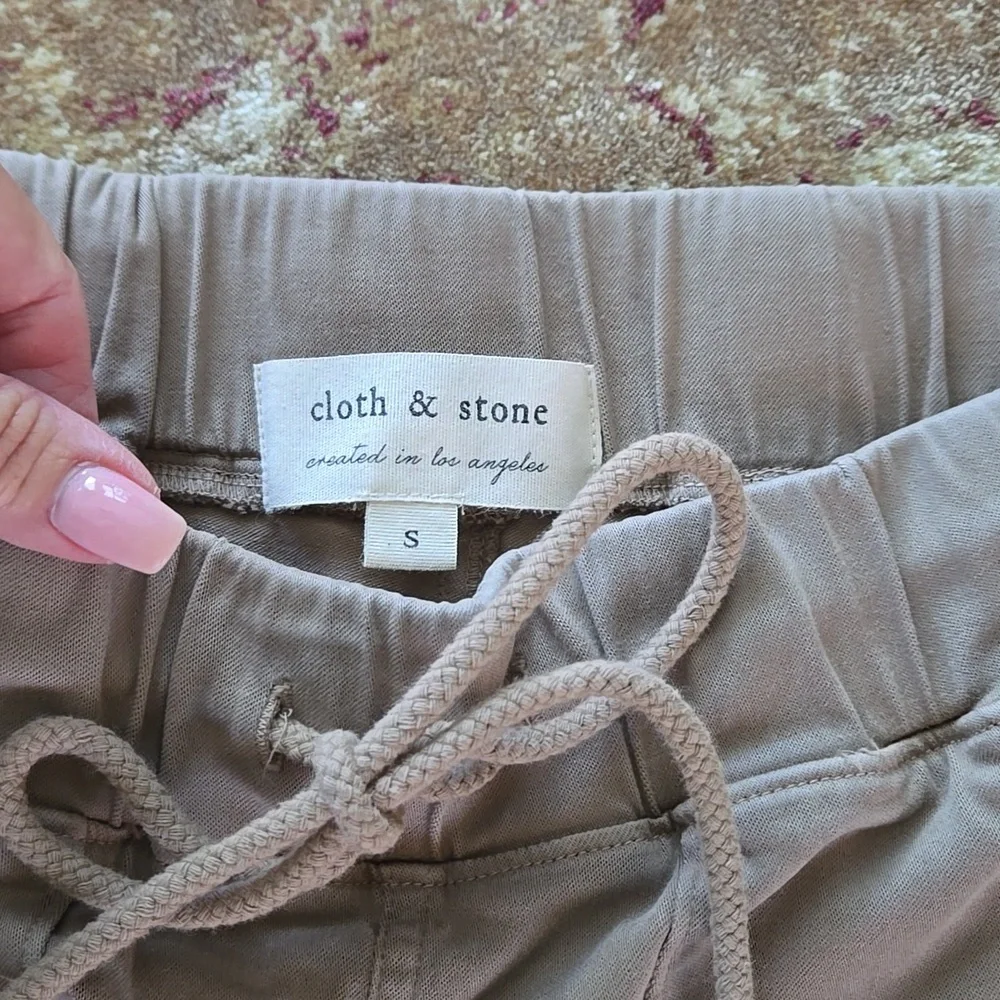 cloth & stone
created in los angeles
S